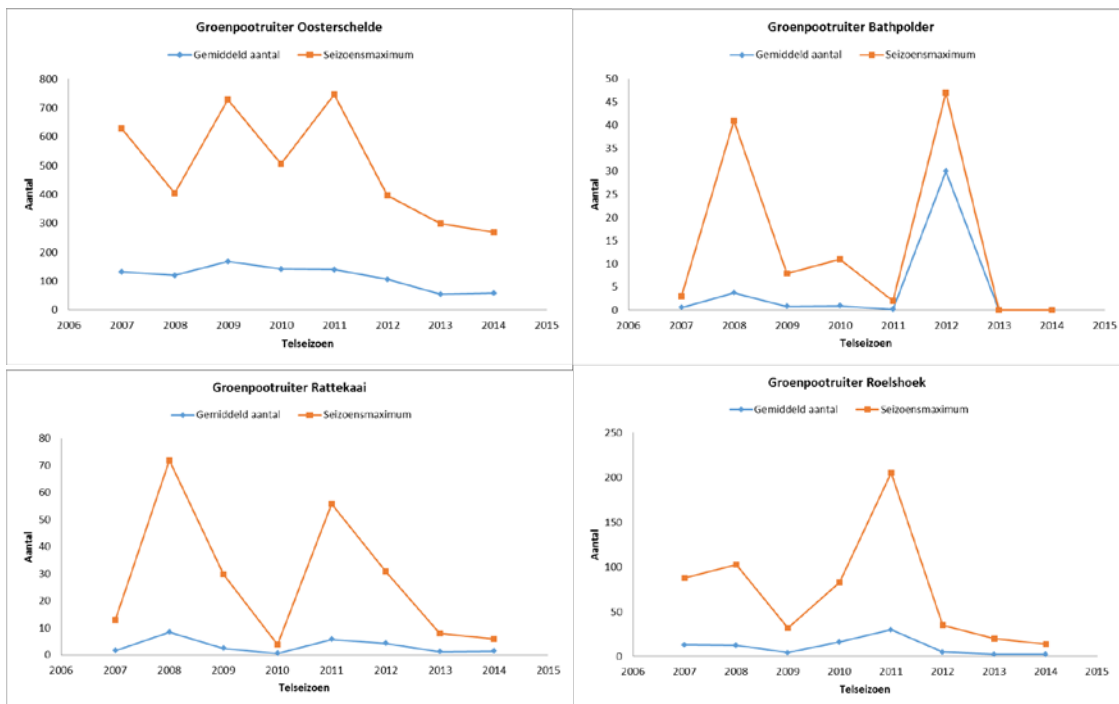 Groenpootruiter Oosterschelde
Gemiddeld aantal Seizoensmaximum
800
700
600
500
400
300
200
100
0
Aantal
2006 2007 2008 2009 2010 2011 2012 2013 2014 2015
Telseizoen
Groenpootruiter Bathpolder
Gemiddeld aantal Seizoensmaximum
50
45
40
35
30
25
20
15
10
5
0
Aantal
2006 2007 2008 2009 2010 2011 2012 2013 2014 2015
Telseizoen
Groenpootruiter Rattekaai
Gemiddeld aantal Seizoensmaximum
80
70
60
50
40
30
20
10
0
Aantal
2006 2007 2008 2009 2010 2011 2012 2013 2014 2015
Telseizoen
Groenpootruiter Roelshoek
Gemiddeld aantal Seizoensmaximum
250
200
150
100
50
0
Aantal
2006 2007 2008 2009 2010 2011 2012 2013 2014 2015
Telseizoen